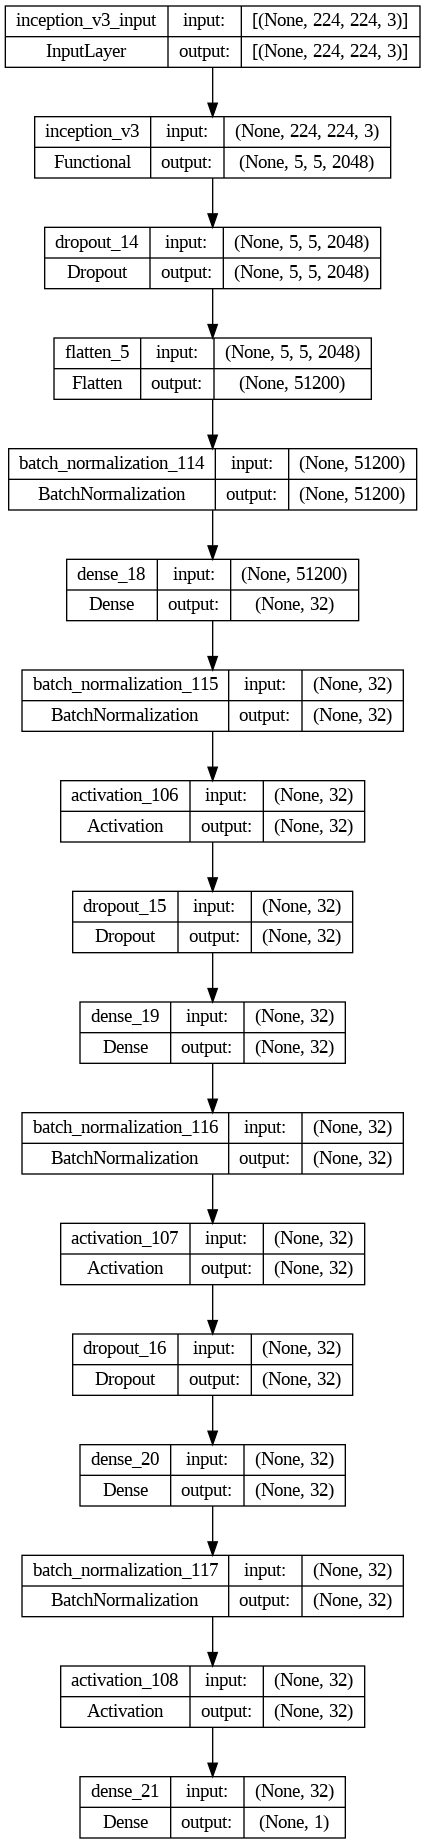 inception_v3_input input: [(None, 224, 224, 3)]
InputLayer output: [(None, 224, 224, 3)]
inception_v3 input: (None, 224, 224, 3)
Functional output: (None, 5, 5, 2048)
dropout_14 input: (None, 5, 5, 2048)
Dropout output: (None, 5, 5, 2048)
flatten_5 input: (None, 5, 5, 2048)
Flatten output: (None, 51200)
batch_normalization_114 input: (None, 51200)
BatchNormalization output: (None, 51200)
dense_18 input: (None, 51200)
Dense output: (None, 32)
batch_normalization_115 input: (None, 32)
BatchNormalization output: (None, 32)
activation_106 input: (None, 32)
Activation output: (None, 32)
dropout_15 input: (None, 32)
Dropout output: (None, 32)
dense_19 input: (None, 32)
Dense output: (None, 32)
batch_normalization_116 input: (None, 32)
BatchNormalization output: (None, 32)
activation_107 input: (None, 32)
Activation output: (None, 32)
dropout_16 input: (None, 32)
Dropout output: (None, 32)
dense_20 input: (None, 32)
Dense output: (None, 32)
batch_normalization_117 input: (None, 32)
BatchNormalization output: (None, 32)
activation_108 input: (None, 32)
Activation output: (None, 32)
dense_21 input: (None, 32)
Dense output: (None, 1)